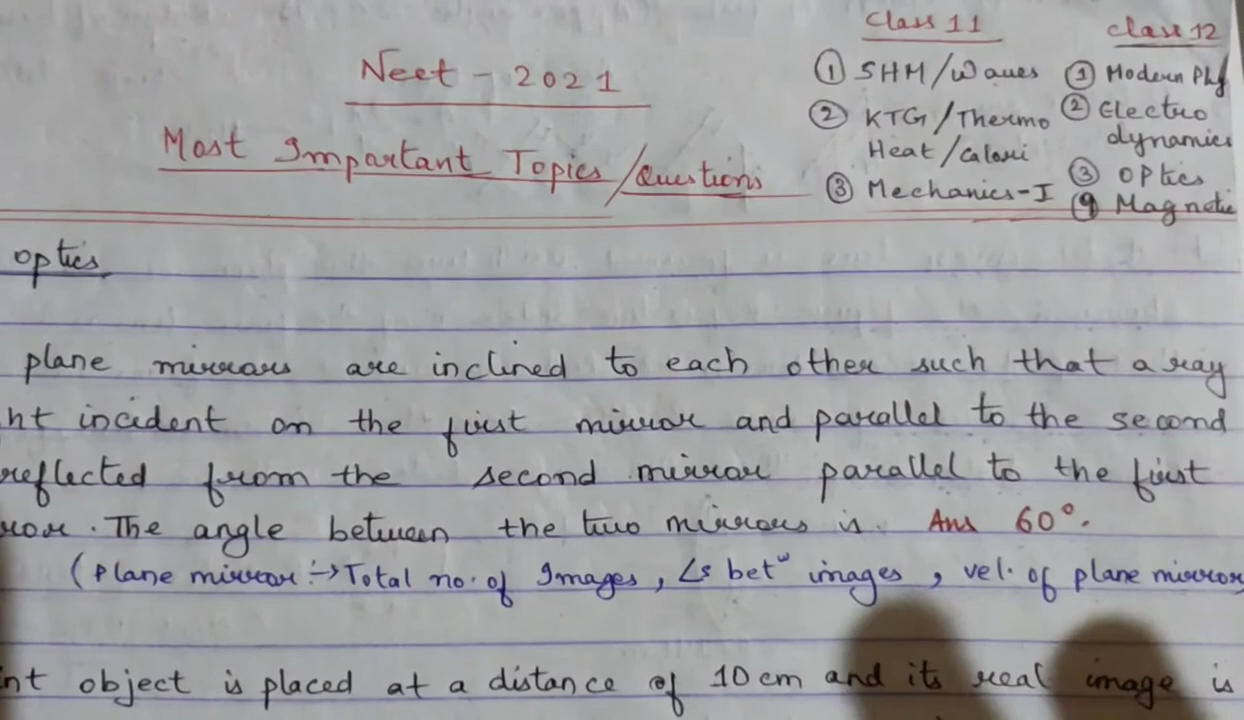 Neet - 2021
Most Important Topics/Questions
Class 11
① SHM/Waves
② KTG/Thermo
Heat/Calori
③ Mechanics-I
Class 12
① Modern Phy
② Electro
dynamics
③ Optics
④ Magnetic
optics
plane mirrors are inclined to each other such that a ray
ht incident on the first mirror and parallel to the second
reflected from the second mirror parallel to the first
ror. The angle between the two mirrors is. Ans 60°.
(Plane mirror :→ Total no. of Images, ∠s betⁿ images, vel. of plane mirror
nt object is placed at a distance of 10cm and its real image is